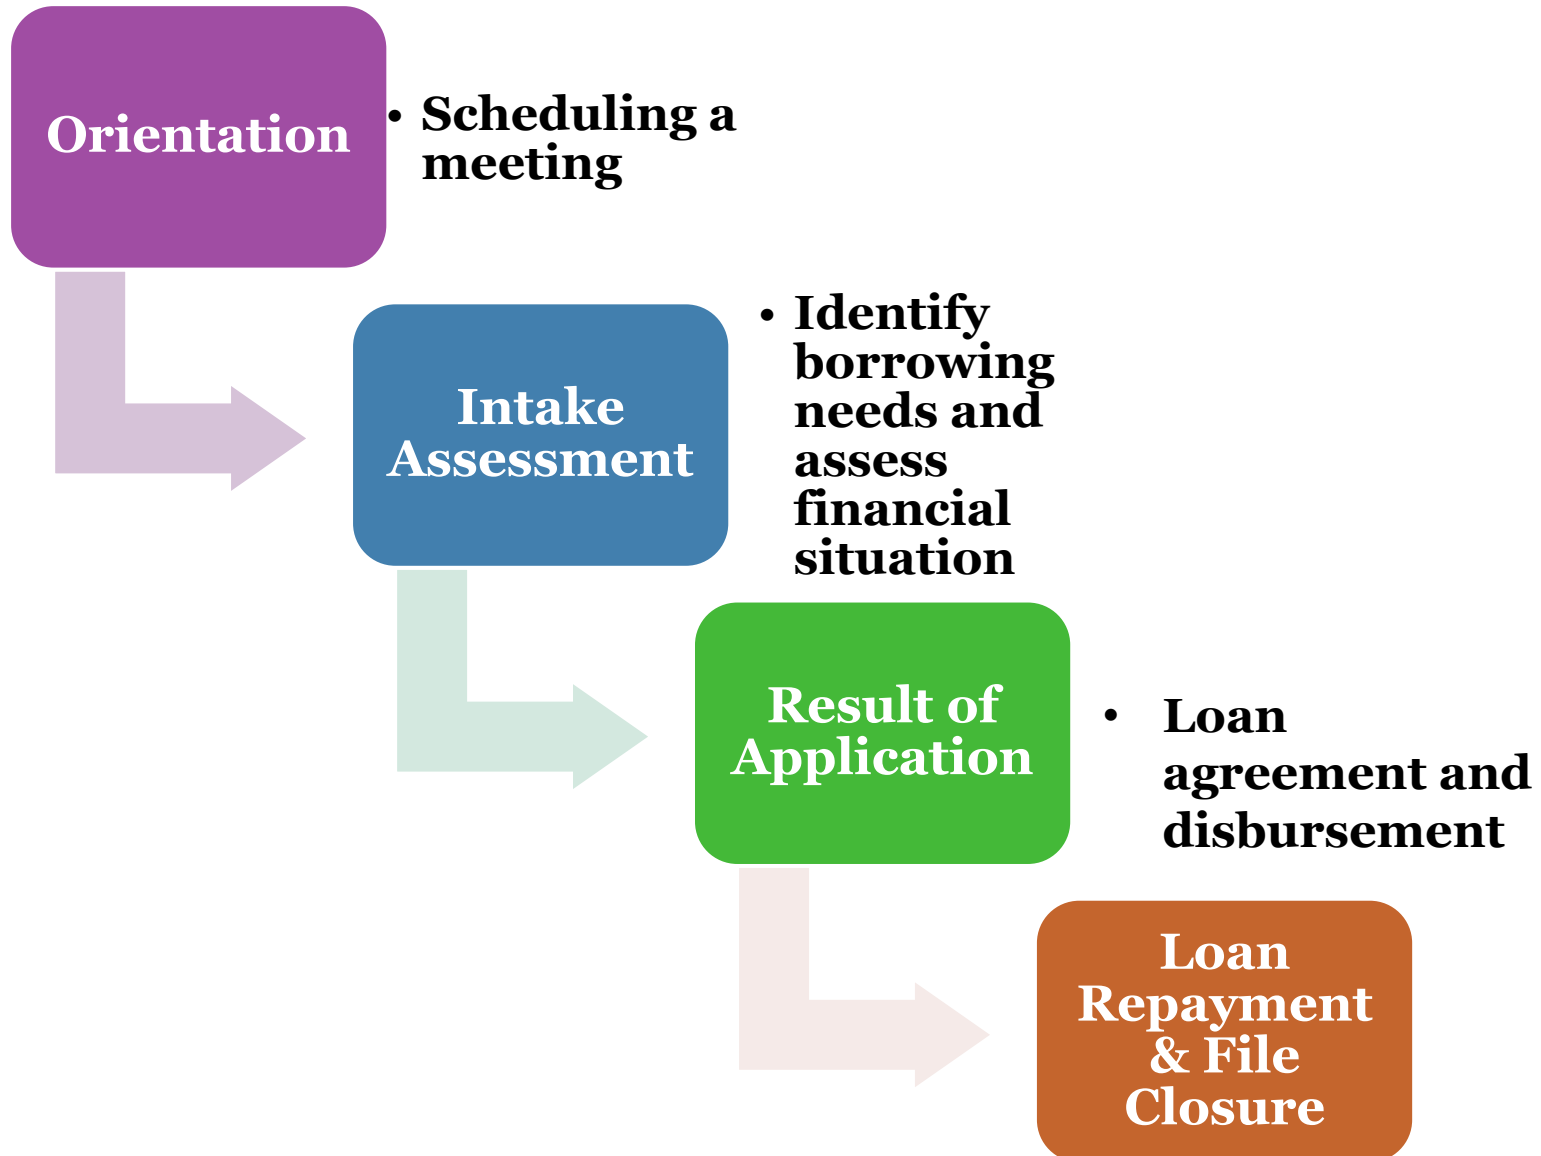 Orientation
• Scheduling a
meeting
Intake
Assessment
• Identify
borrowing
needs and
assess
financial
situation
Result of
Application
• Loan
agreement and
disbursement
Loan
Repayment
& File
Closure